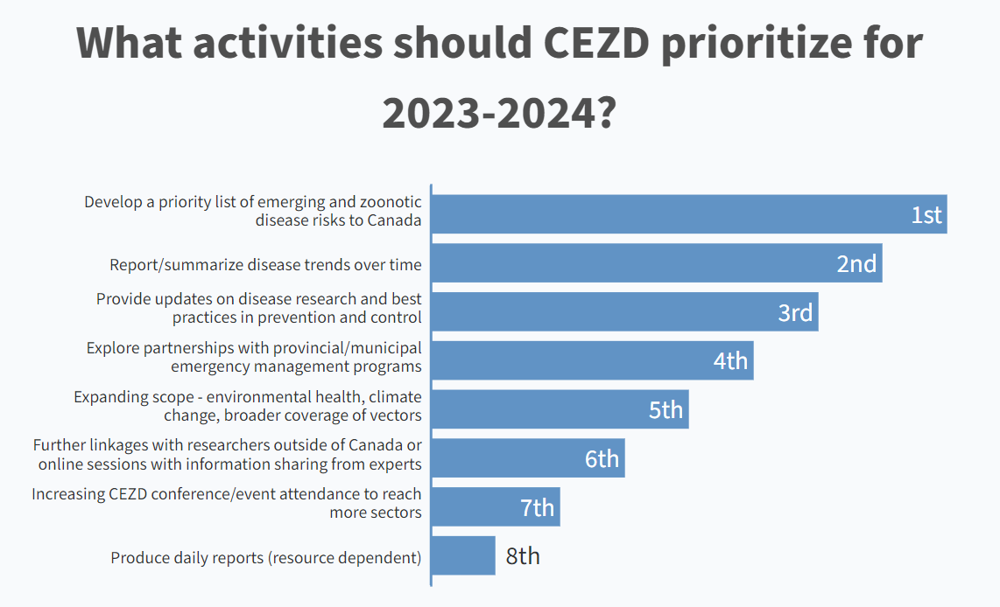 What activities should CEZD prioritize for
2023-2024?
Develop a priority list of emerging and zoonotic
disease risks to Canada
1st
Report/summarize disease trends over time
2nd
Provide updates on disease research and best
practices in prevention and control
3rd
Explore partnerships with provincial/municipal
emergency management programs
4th
Expanding scope - environmental health, climate
change, broader coverage of vectors
5th
Further linkages with researchers outside of Canada or
online sessions with information sharing from experts
6th
Increasing CEZD conference/event attendance to reach
more sectors
7th
Produce daily reports (resource dependent)
8th